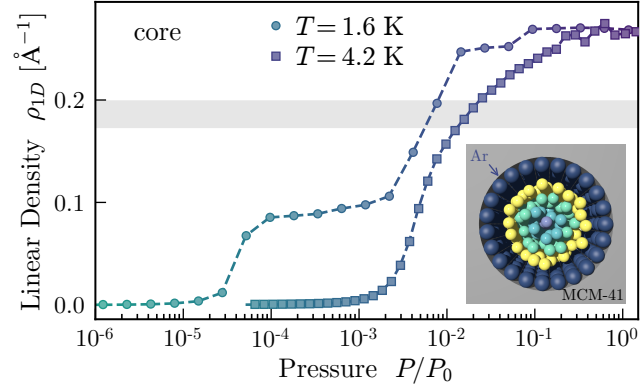 core
T = 1.6 K
T = 4.2 K
Linear Density ρ1D [Å⁻¹]
0.2
0.1
0.0
Ar
MCM-41
10⁻⁶ 10⁻⁵ 10⁻⁴ 10⁻³ 10⁻² 10⁻¹ 10⁰
Pressure P/P₀